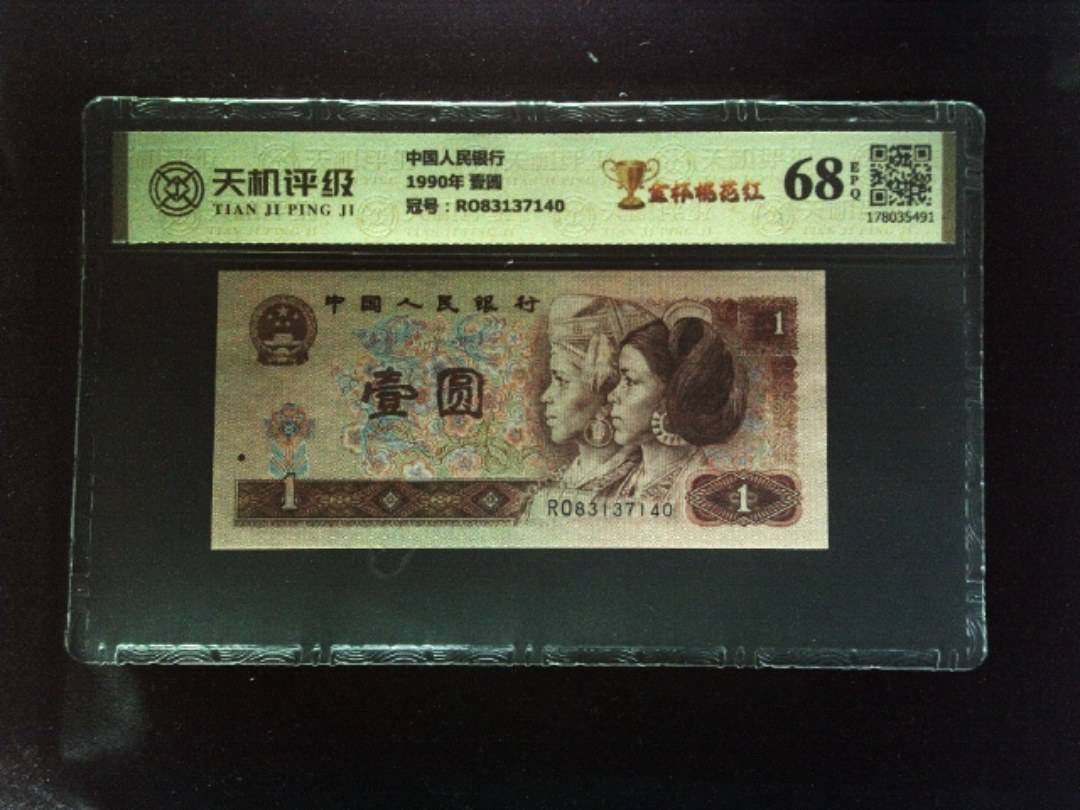 天机评级
TIAN JI PING JI
中国人民银行
1990年 壹圆
冠号：RO83137140
金杯桃花红
68
EPQ
178035491
中国人民银行
1
壹圆
1
RO83137140
1